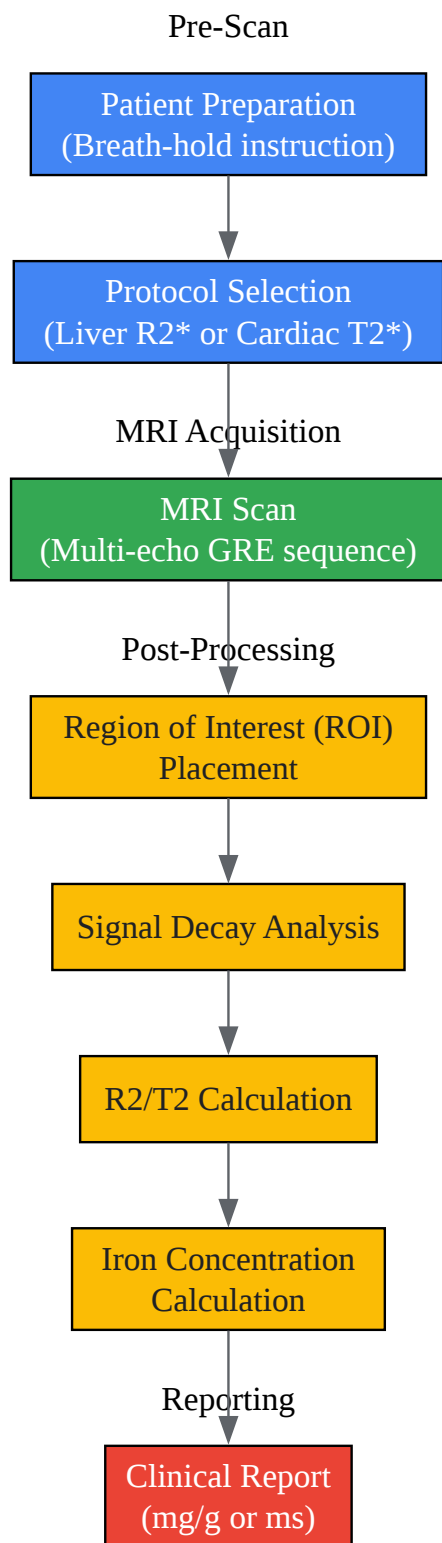 Pre-Scan
Patient Preparation
(Breath-hold instruction)
Protocol Selection
(Liver R2* or Cardiac T2*)
MRI Acquisition
MRI Scan
(Multi-echo GRE sequence)
Post-Processing
Region of Interest (ROI)
Placement
Signal Decay Analysis
R2/T2 Calculation
Iron Concentration
Calculation
Reporting
Clinical Report
(mg/g or ms)